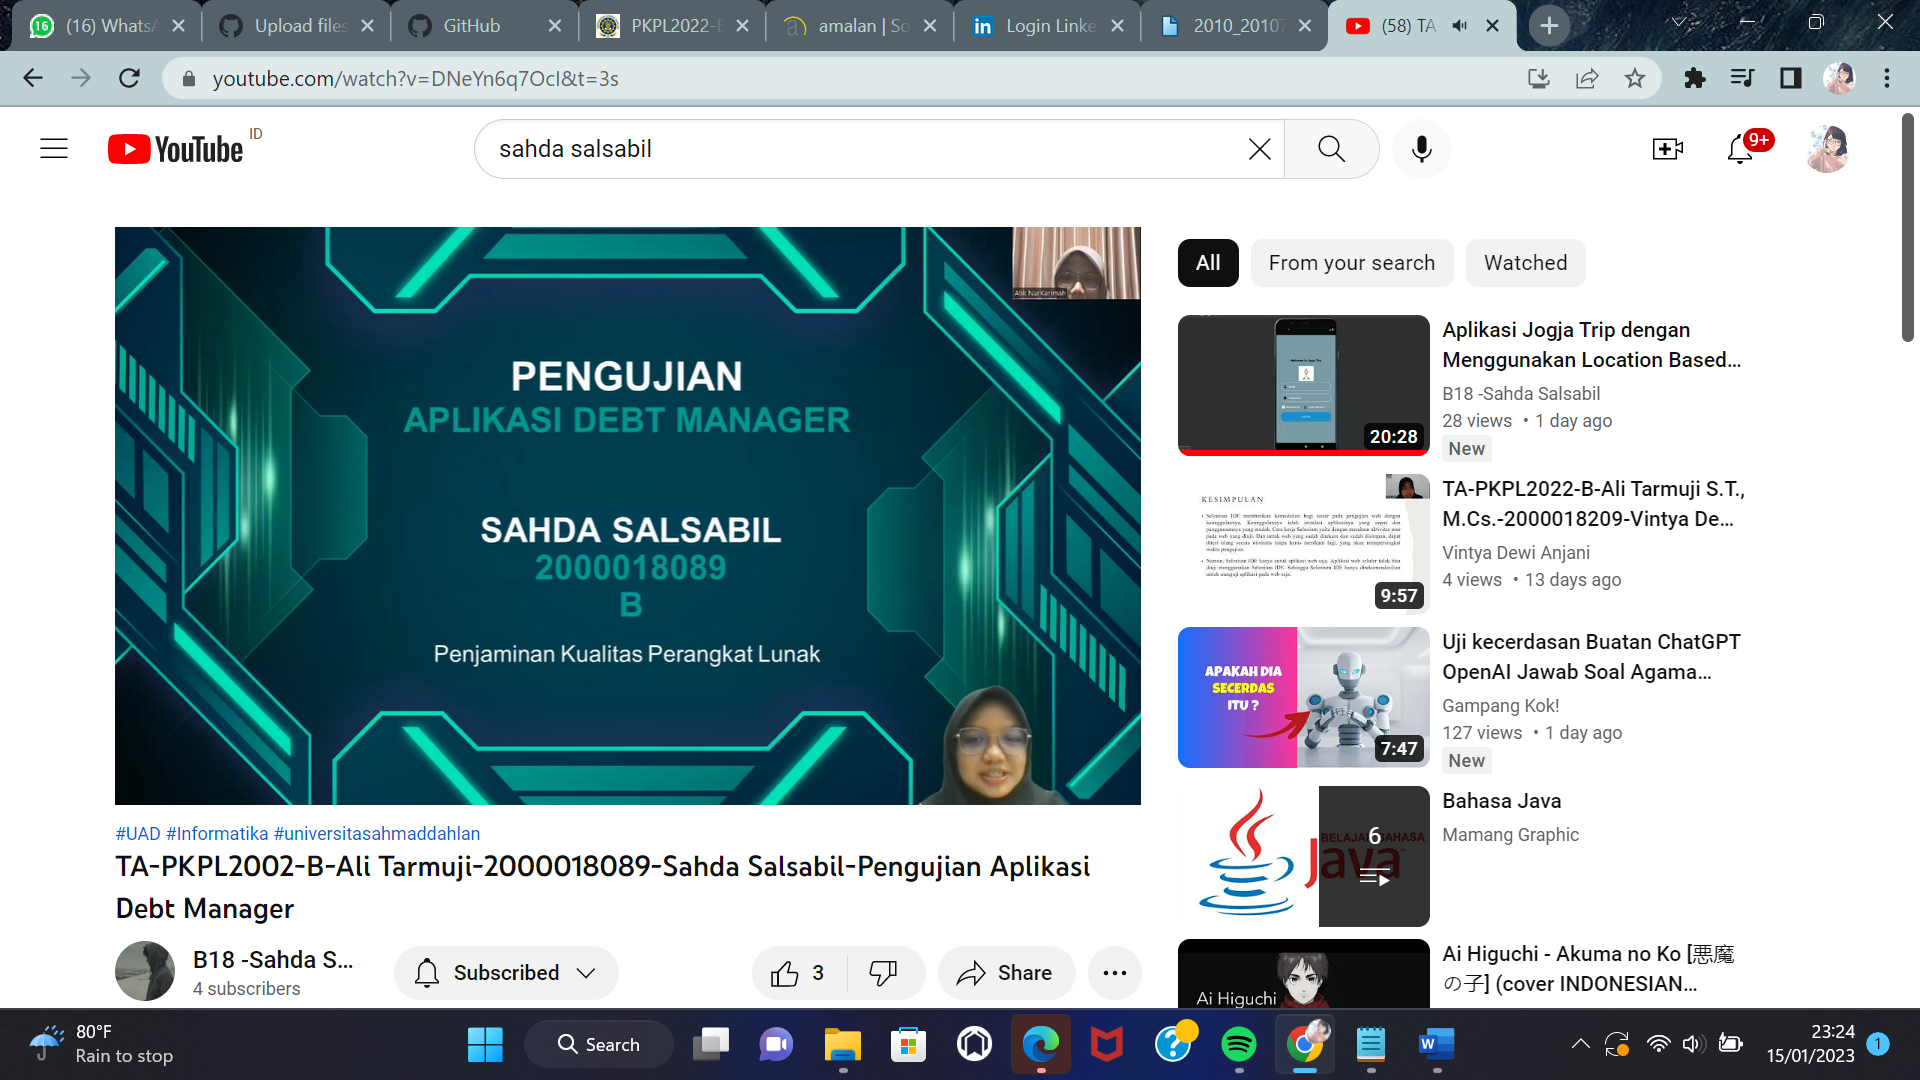 (16) WhatsA
Upload files
GitHub
PKPL2022-B
amalan | So
Login Linke
2010_20107
(58) TA
youtube.com/watch?v=DNeYn6q7OcI&t=3s
YouTube ID
sahda salsabil
9+
Atik NurKarimah
PENGUJIAN
APLIKASI DEBT MANAGER
SAHDA SALSABIL
2000018089
B
Penjaminan Kualitas Perangkat Lunak
#UAD #Informatika #universitasahmaddahlan
TA-PKPL2002-B-Ali Tarmuji-2000018089-Sahda Salsabil-Pengujian Aplikasi
Debt Manager
B18 -Sahda S...
4 subscribers
Subscribed
3
Share
All
From your search
Watched
20:28
Aplikasi Jogja Trip dengan
Menggunakan Location Based...
B18 -Sahda Salsabil
28 views • 1 day ago
New
KESIMPULAN
9:57
TA-PKPL2022-B-Ali Tarmuji S.T.,
M.Cs.-2000018209-Vintya De...
Vintya Dewi Anjani
4 views • 13 days ago
APAKAH DIA
SECERDAS
ITU ?
7:47
Uji kecerdasan Buatan ChatGPT
OpenAI Jawab Soal Agama...
Gampang Kok!
127 views • 1 day ago
New
BELAJAR BAHASA
Java
6
Bahasa Java
Mamang Graphic
Ai Higuchi
Ai Higuchi - Akuma no Ko [悪魔
の子] (cover INDONESIAN...
80°F
Rain to stop
Search
23:24
15/01/2023
1